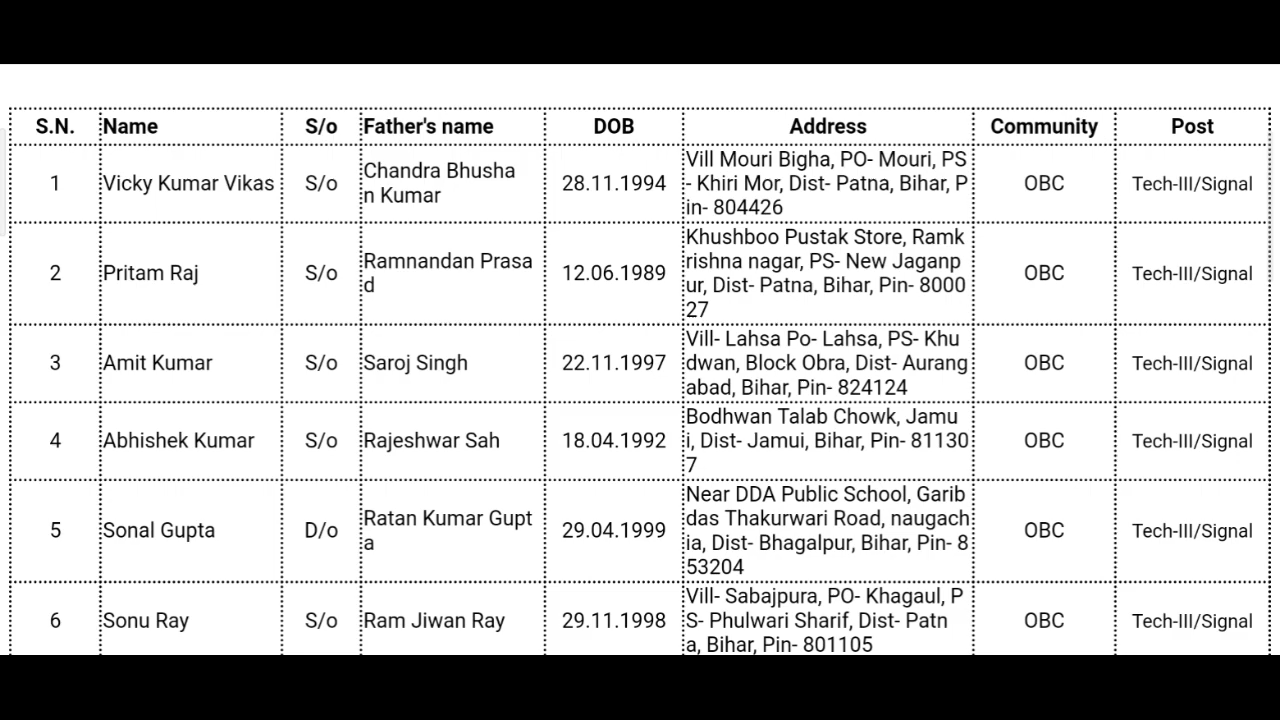 S.N. Name S/o Father's name DOB Address Community Post
1 Vicky Kumar Vikas S/o Chandra Bhusha
n Kumar 28.11.1994 Vill Mouri Bigha, PO- Mouri, PS
- Khiri Mor, Dist- Patna, Bihar, P
in- 804426 OBC Tech-III/Signal
2 Pritam Raj S/o Ramnandan Prasa
d 12.06.1989 Khushboo Pustak Store, Ramk
rishna nagar, PS- New Jaganp
ur, Dist- Patna, Bihar, Pin- 8000
27 OBC Tech-III/Signal
3 Amit Kumar S/o Saroj Singh 22.11.1997 Vill- Lahsa Po- Lahsa, PS- Khu
dwan, Block Obra, Dist- Aurang
abad, Bihar, Pin- 824124 OBC Tech-III/Signal
4 Abhishek Kumar S/o Rajeshwar Sah 18.04.1992 Bodhwan Talab Chowk, Jamu
i, Dist- Jamui, Bihar, Pin- 81130
7 OBC Tech-III/Signal
5 Sonal Gupta D/o Ratan Kumar Gupt
a 29.04.1999 Near DDA Public School, Garib
das Thakurwari Road, naugach
ia, Dist- Bhagalpur, Bihar, Pin- 8
53204 OBC Tech-III/Signal
6 Sonu Ray S/o Ram Jiwan Ray 29.11.1998 Vill- Sabajpura, PO- Khagaul, P
S- Phulwari Sharif, Dist- Patn
a, Bihar, Pin- 801105 OBC Tech-III/Signal